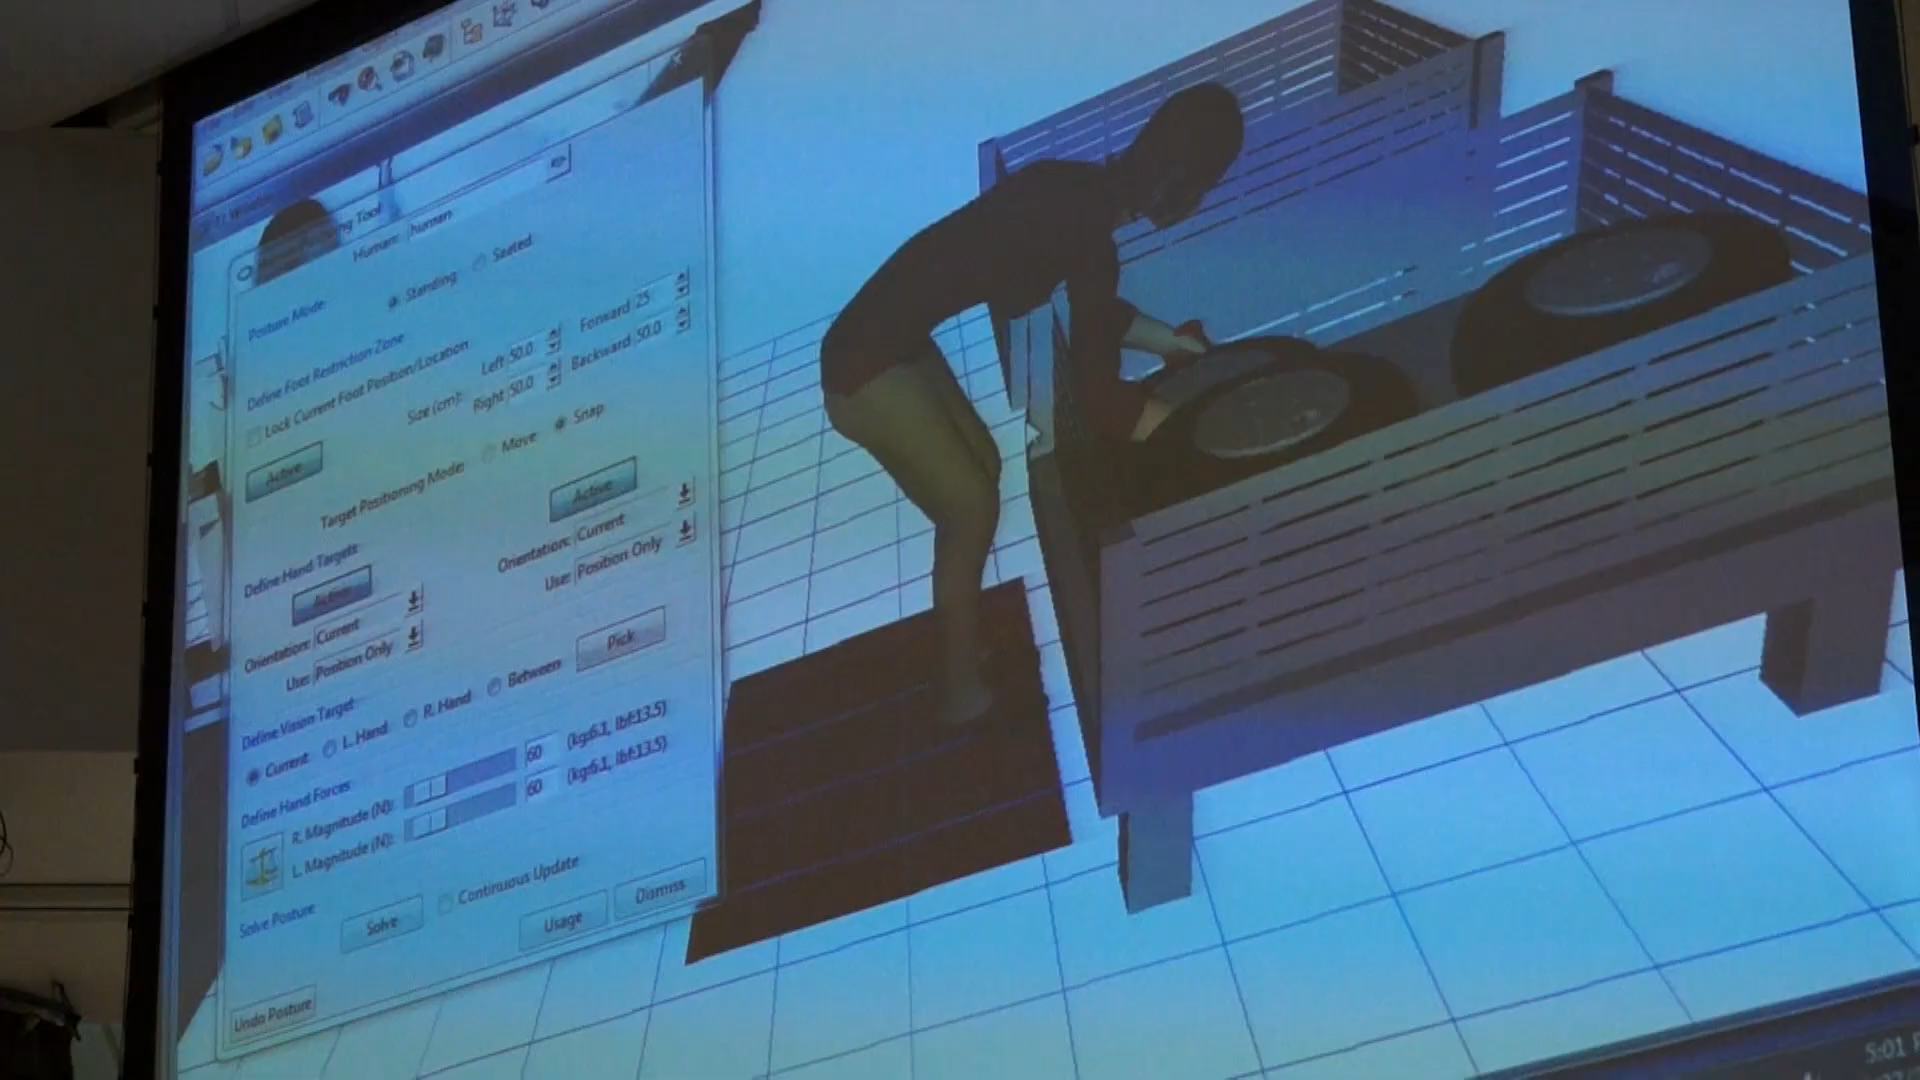 ng Tool
Human: human
Posture Mode: Standing Seated
Define Foot Restriction Zone
Lock Current Foot Position/Location
Size (cm): Left 50.0 Forward 25
Right 50.0 Backward 50.0
Active
Target Positioning Mode: Move Snap
Define Hand Targets
Active Active
Orientation: Current Orientation: Current
Use: Position Only Use: Position Only
Define Vision Target
Current L. Hand R. Hand Between Pick
Define Hand Forces
R. Magnitude (N): 60 (kg:6.1, lbf:13.5)
L. Magnitude (N): 60 (kg:6.1, lbf:13.5)
Solve Posture
Solve Continuous Update
Usage Dismiss
Undo Posture
5:01 P